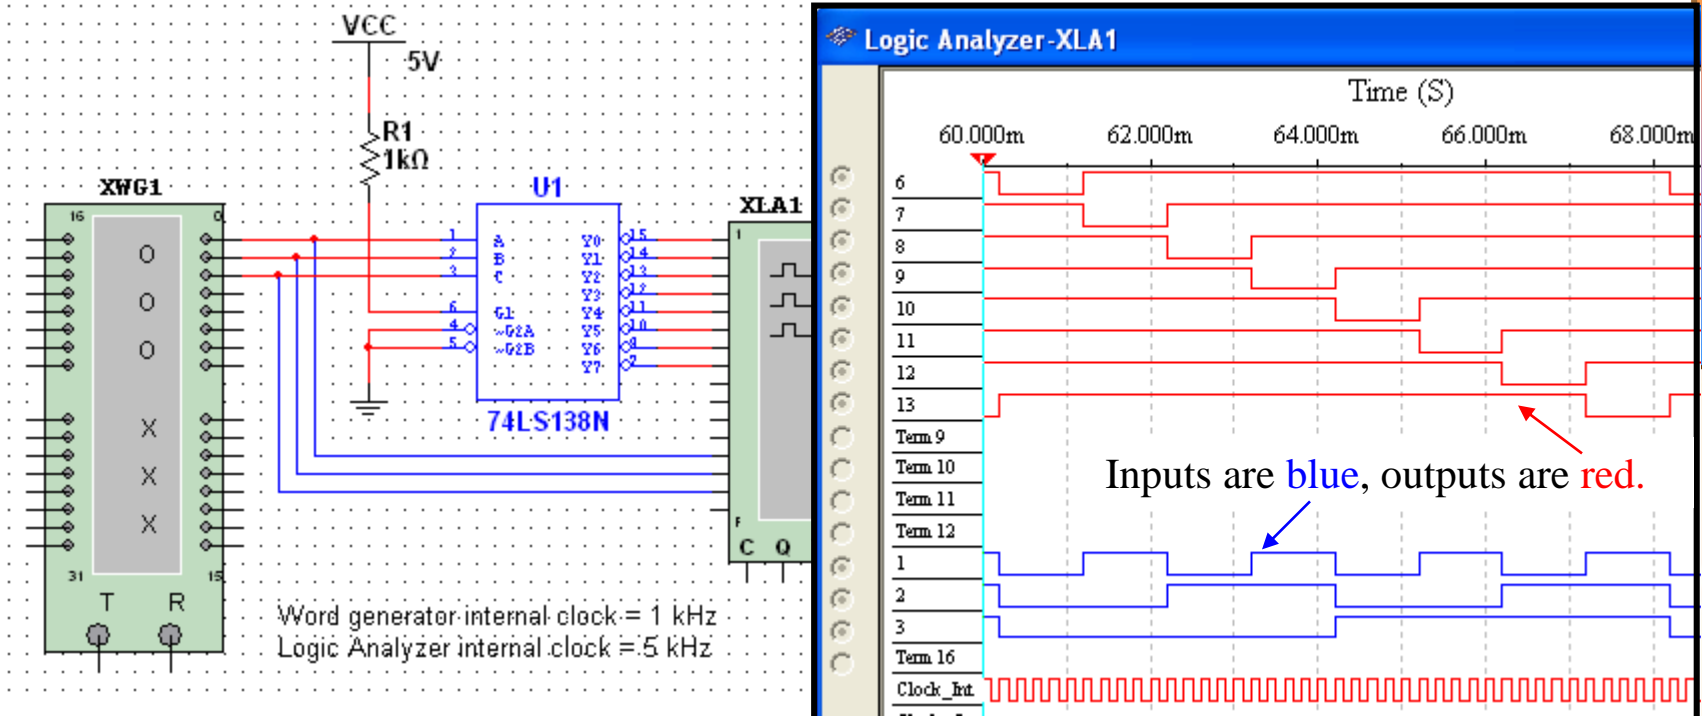 VCC
5V
R1
1kΩ
XWG1
16
0
O
O
O
X
X
X
31
15
T
R
U1
1
2
3
6
4
5
A
B
C
G1
~G2A
~G2B
Y0
Y1
Y2
Y3
Y4
Y5
Y6
Y7
15
14
13
12
11
10
9
7
74LS138N
XLA1
1
F
C Q
Word generator internal clock = 1 kHz
Logic Analyzer internal clock = 5 kHz
Logic Analyzer-XLA1
Time (S)
60.000m 62.000m 64.000m 66.000m 68.000m
6
7
8
9
10
11
12
13
Term 9
Term 10
Inputs are blue, outputs are red.
Term 11
Term 12
1
2
3
Term 16
Clock_Int